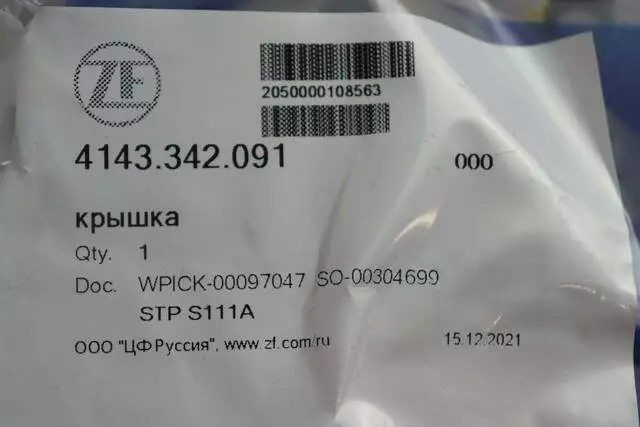 ZF
2050000108563
4143.342.091 000
крышка
Qty. 1
Doc. WPICK-00097047 SO-00304699
STP S111A
ООО "ЦФ Руссия", www.zf.com/ru 15.12.2021